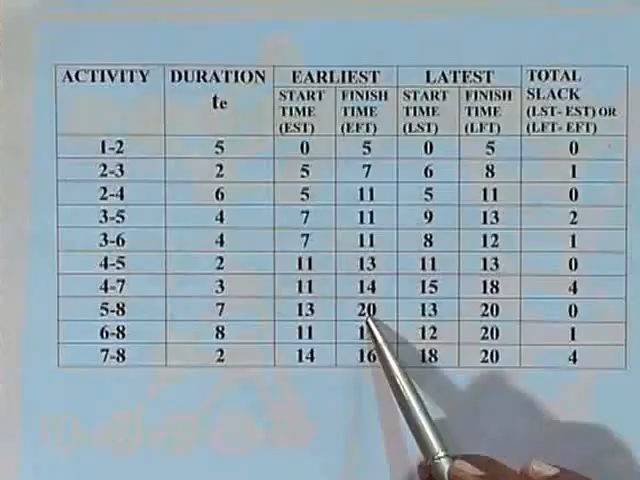 ACTIVITY DURATION te EARLIEST LATEST TOTAL SLACK (LST- EST) OR (LFT- EFT)
START TIME (EST) FINISH TIME (EFT) START TIME (LST) FINISH TIME (LFT)
1-2 5 0 5 0 5 0
2-3 2 5 7 6 8 1
2-4 6 5 11 5 11 0
3-5 4 7 11 9 13 2
3-6 4 7 11 8 12 1
4-5 2 11 13 11 13 0
4-7 3 11 14 15 18 4
5-8 7 13 20 13 20 0
6-8 8 11 12 20 1
7-8 2 14 16 18 20 4